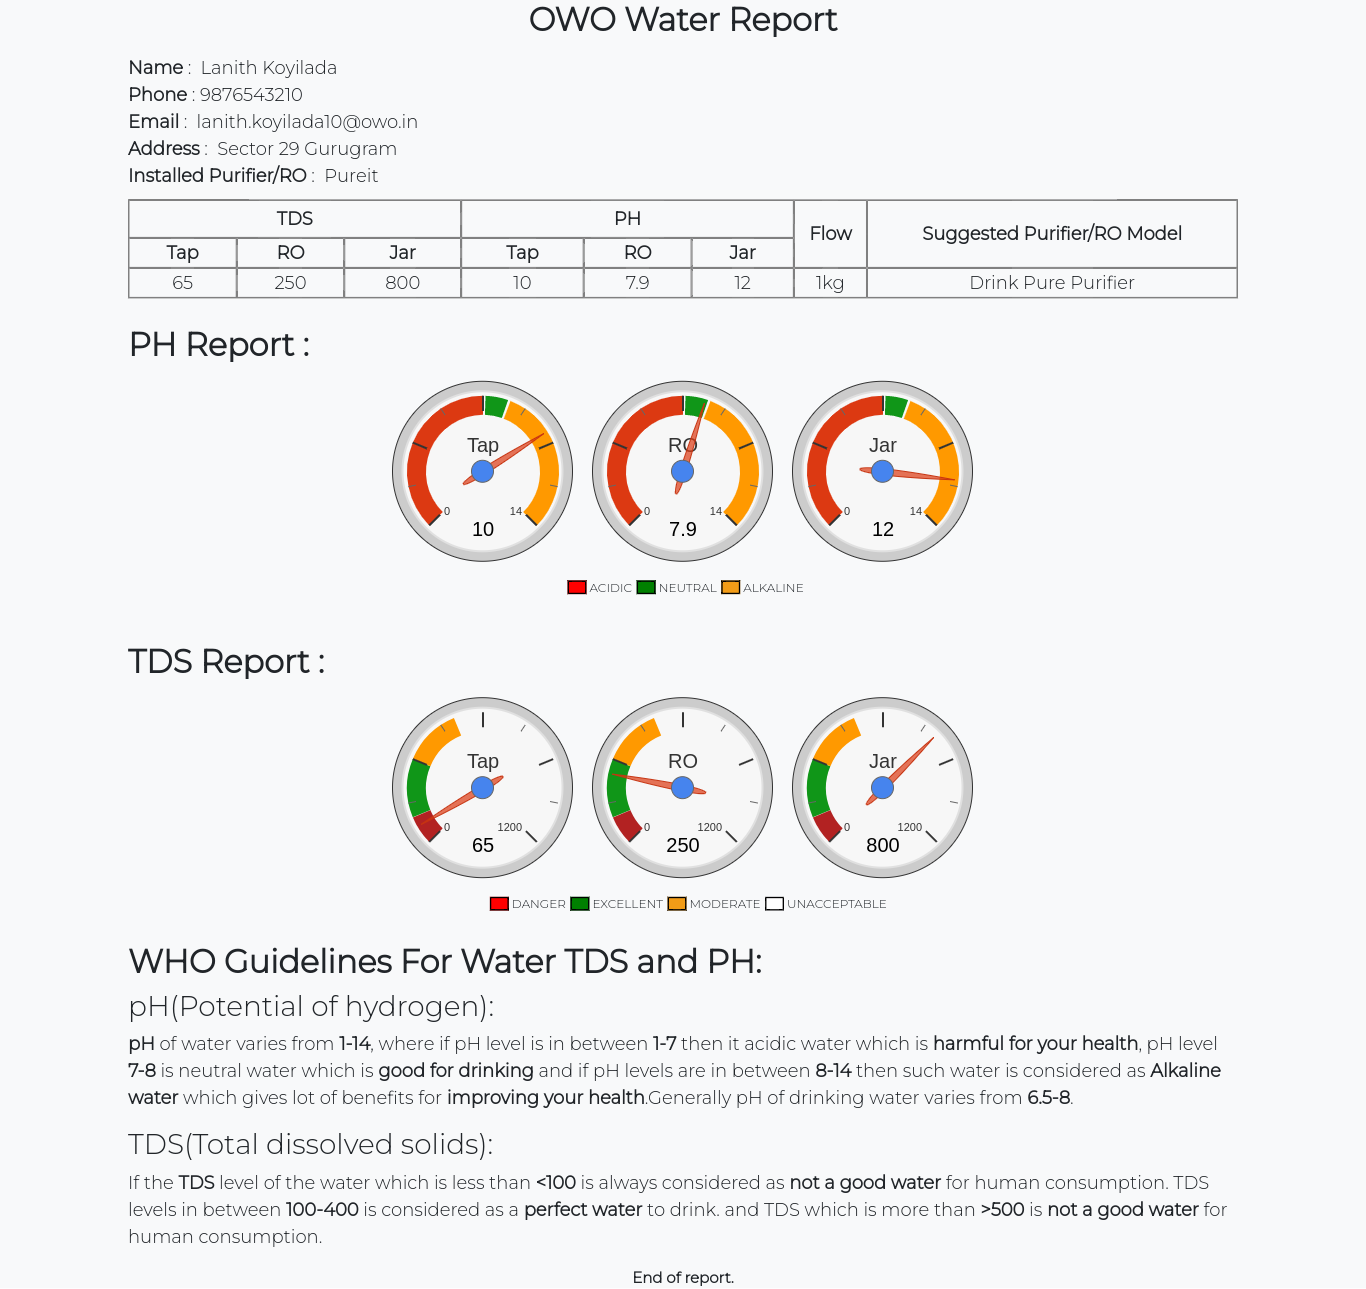 OWO Water Report
Name :  Lanith Koyilada
Phone : 9876543210
Email :  lanith.koyilada10@owo.in
Address :  Sector 29 Gurugram
Installed Purifier/RO :  Pureit
TDS PH Flow Suggested Purifier/RO Model
Tap RO Jar Tap RO Jar
65 250 800 10 7.9 12 1kg Drink Pure Purifier
PH Report :
Tap RO Jar
0 14 0 14 0 14
10 7.9 12
ACIDIC NEUTRAL ALKALINE
TDS Report :
Tap RO Jar
0 1200 0 1200 0 1200
65 250 800
DANGER EXCELLENT MODERATE UNACCEPTABLE
WHO Guidelines For Water TDS and PH:
pH(Potential of hydrogen):
pH of water varies from 1-14, where if pH level is in between 1-7 then it acidic water which is harmful for your health, pH level
7-8 is neutral water which is good for drinking and if pH levels are in between 8-14 then such water is considered as Alkaline
water which gives lot of benefits for improving your health.Generally pH of drinking water varies from 6.5-8.
TDS(Total dissolved solids):
If the TDS level of the water which is less than <100 is always considered as not a good water for human consumption. TDS
levels in between 100-400 is considered as a perfect water to drink. and TDS which is more than >500 is not a good water for
human consumption.
End of report.